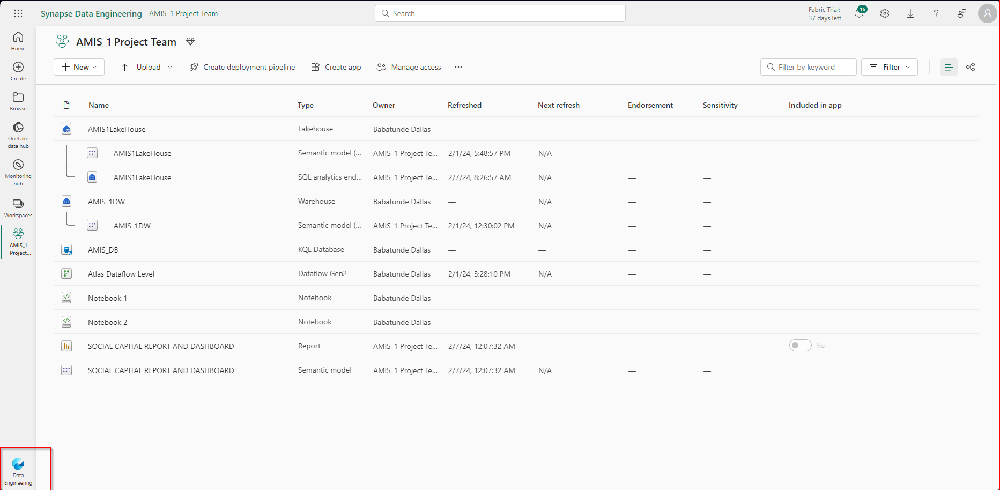 Synapse Data Engineering AMIS_1 Project Team
Search
Fabric Trial:
37 days left
16
Home
Create
Browse
OneLake
data hub
Monitoring
hub
Workspaces
AMIS_1
Project...
Data
Engineering
AMIS_1 Project Team
New Upload Create deployment pipeline Create app Manage access ... Filter by keyword Filter
Name Type Owner Refreshed Next refresh Endorsement Sensitivity Included in app
AMIS1LakeHouse Lakehouse Babatunde Dallas — — — —
AMIS1LakeHouse Semantic model (... AMIS_1 Project Te... 2/1/24, 5:48:57 PM N/A — —
AMIS1LakeHouse SQL analytics end... AMIS_1 Project Te... 2/7/24, 8:26:57 AM N/A — —
AMIS_1DW Warehouse Babatunde Dallas — N/A — —
AMIS_1DW Semantic model (... AMIS_1 Project Te... 2/1/24, 12:30:02 PM N/A — —
AMIS_DB KQL Database Babatunde Dallas — — — —
Atlas Dataflow Level Dataflow Gen2 Babatunde Dallas 2/1/24, 3:28:10 PM N/A — —
Notebook 1 Notebook Babatunde Dallas — — — —
Notebook 2 Notebook Babatunde Dallas — — — —
SOCIAL CAPITAL REPORT AND DASHBOARD Report AMIS_1 Project Te... 2/7/24, 12:07:32 AM — — — No
SOCIAL CAPITAL REPORT AND DASHBOARD Semantic model AMIS_1 Project Te... 2/7/24, 12:07:32 AM N/A — —